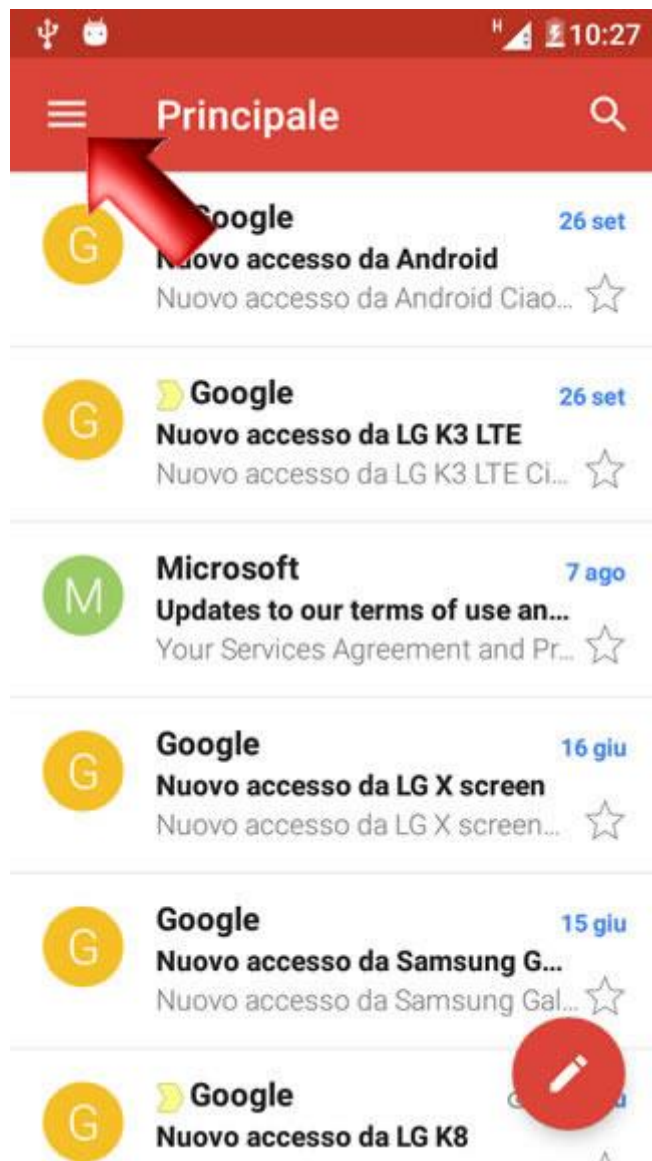 H 10:27
Principale
G Google 26 set
Nuovo accesso da Android
Nuovo accesso da Android Ciao...
G Google 26 set
Nuovo accesso da LG K3 LTE
Nuovo accesso da LG K3 LTE Ci...
M Microsoft 7 ago
Updates to our terms of use an...
Your Services Agreement and Pr...
G Google 16 giu
Nuovo accesso da LG X screen
Nuovo accesso da LG X screen...
G Google 15 giu
Nuovo accesso da Samsung G...
Nuovo accesso da Samsung Gal...
G Google
Nuovo accesso da LG K8